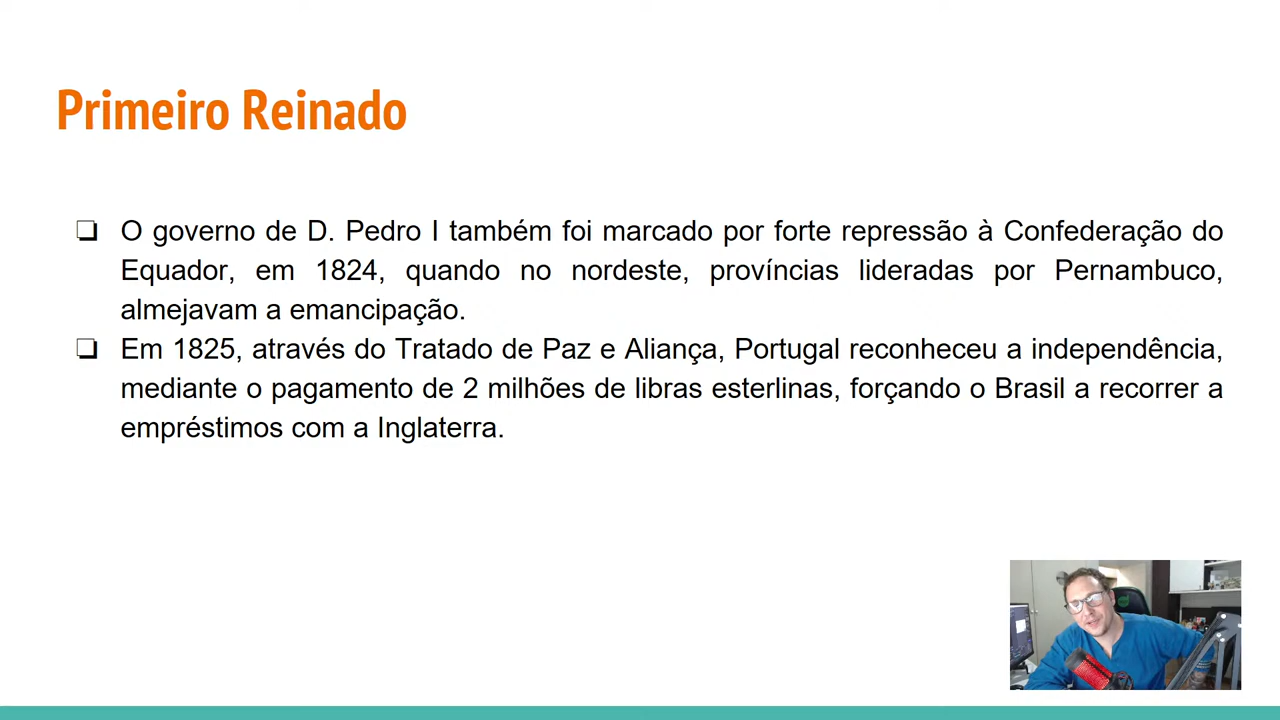 Primeiro Reinado
❏ O governo de D. Pedro I também foi marcado por forte repressão à Confederação do
Equador, em 1824, quando no nordeste, províncias lideradas por Pernambuco,
almejavam a emancipação.
❏ Em 1825, através do Tratado de Paz e Aliança, Portugal reconheceu a independência,
mediante o pagamento de 2 milhões de libras esterlinas, forçando o Brasil a recorrer a
empréstimos com a Inglaterra.